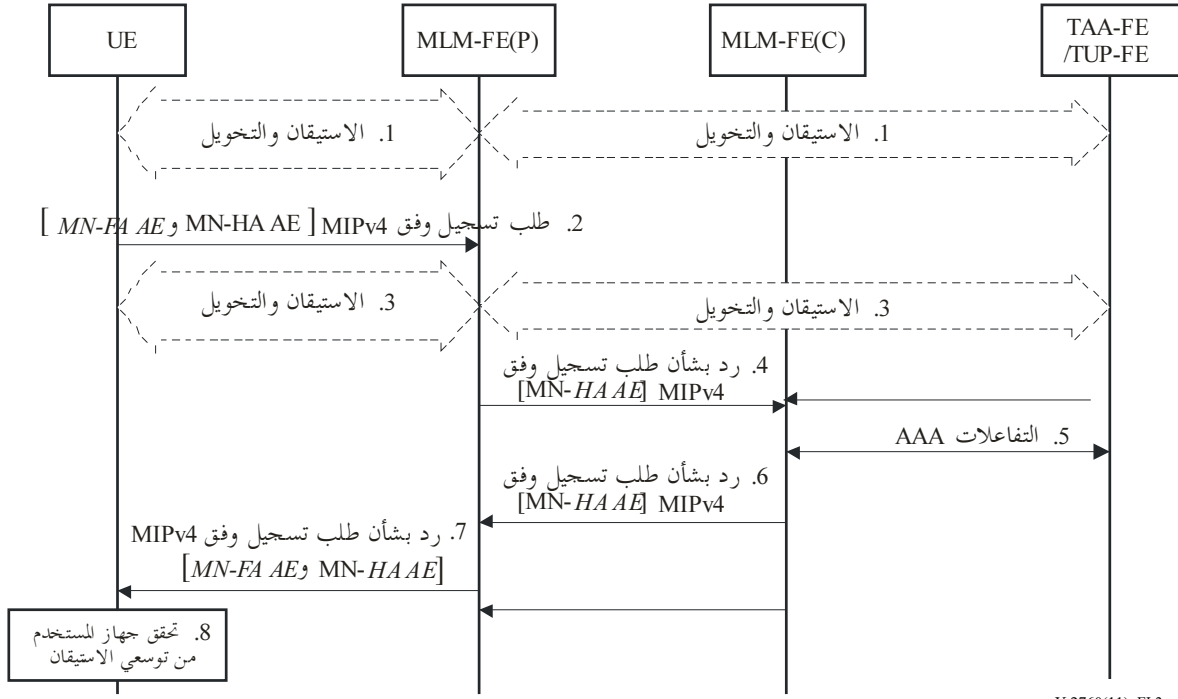 UE
MLM-FE(P)
MLM-FE(C)
TAA-FE
/TUP-FE
1. الاستيقان والتخويل
1. الاستيقان والتخويل
2. طلب تسجيل وفق MIPv4 [ MN-HA AE و MN-FA AE ]
3. الاستيقان والتخويل
3. الاستيقان والتخويل
4. رد بشأن طلب تسجيل وفق
MIPv4 [MN-HA AE]
5. التفاعلات AAA
6. رد بشأن طلب تسجيل وفق
MIPv4 [MN-HA AE]
7. رد بشأن طلب تسجيل وفق MIPv4
[MN-HA AE و MN-FA AE]
8. تحقق جهاز المستخدم
من توسعي الاستيقان